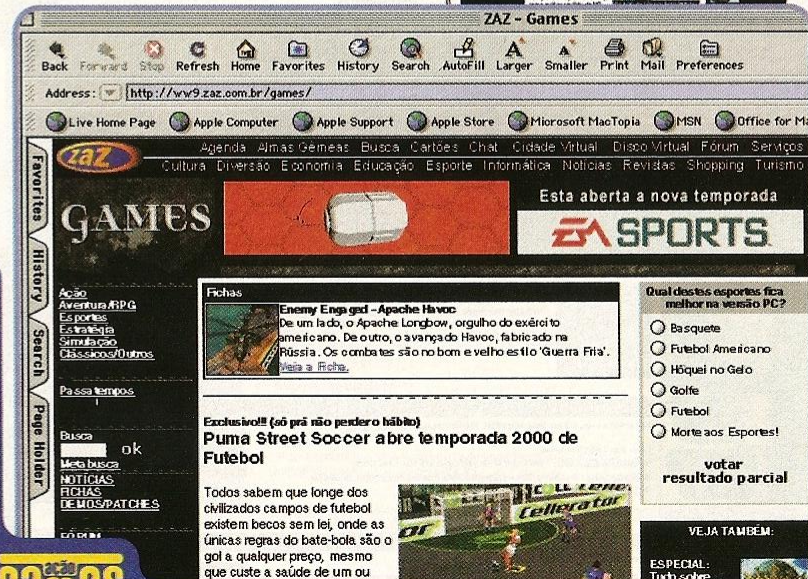 ZAZ - Games
Back Forward Stop Refresh Home Favorites History Search AutoFill Larger Smaller Print Mail Preferences
Address: http://ww9.zaz.com.br/games/
Live Home Page Apple Computer Apple Support Apple Store Microsoft MacTopia MSN Office for Ma
Favorites
History
Search
Page Holder
zaz
Agenda Almas Gêmeas Busca Cartões Chat Cidade Virtual Disco Virtual Fórum Serviços
Cultura Diversão Economia Educação Esporte Informática Notícias Revistas Shopping Turismo
GAMES
Esta aberta a nova temporada
EA SPORTS
Ação
Aventura/RPG
Esportes
Estratégia
Simulação
Clássicos/Outros
Passatempos
Busca
ok
Metabusca
NOTÍCIAS
FICHAS
DEMOS/PATCHES
FÓRUM
Fichas
Enemy Engaged - Apache Havoc
De um lado, o Apache Longbow, orgulho do exército
americano. De outro, o avançado Havoc, fabricado na
Rússia. Os combates são no bom e velho estilo 'Guerra Fria'.
Veja a Ficha.
Exclusivo!!! (só prá não perder o hábito)
Puma Street Soccer abre temporada 2000 de
Futebol
Todos sabem que longe dos
civilizados campos de futebol
existem becos sem lei, onde as
únicas regras do bate-bola são o
gol a qualquer preço, mesmo
que custe a saúde de um ou
Cellerator
Qual destes esportes fica
melhor na versão PC?
Basquete
Futebol Americano
Hóquei no Gelo
Golfe
Futebol
Morte aos Esportes!
votar
resultado parcial
VEJA TAMBÉM:
ESPECIAL:
Tudo sobre
ação